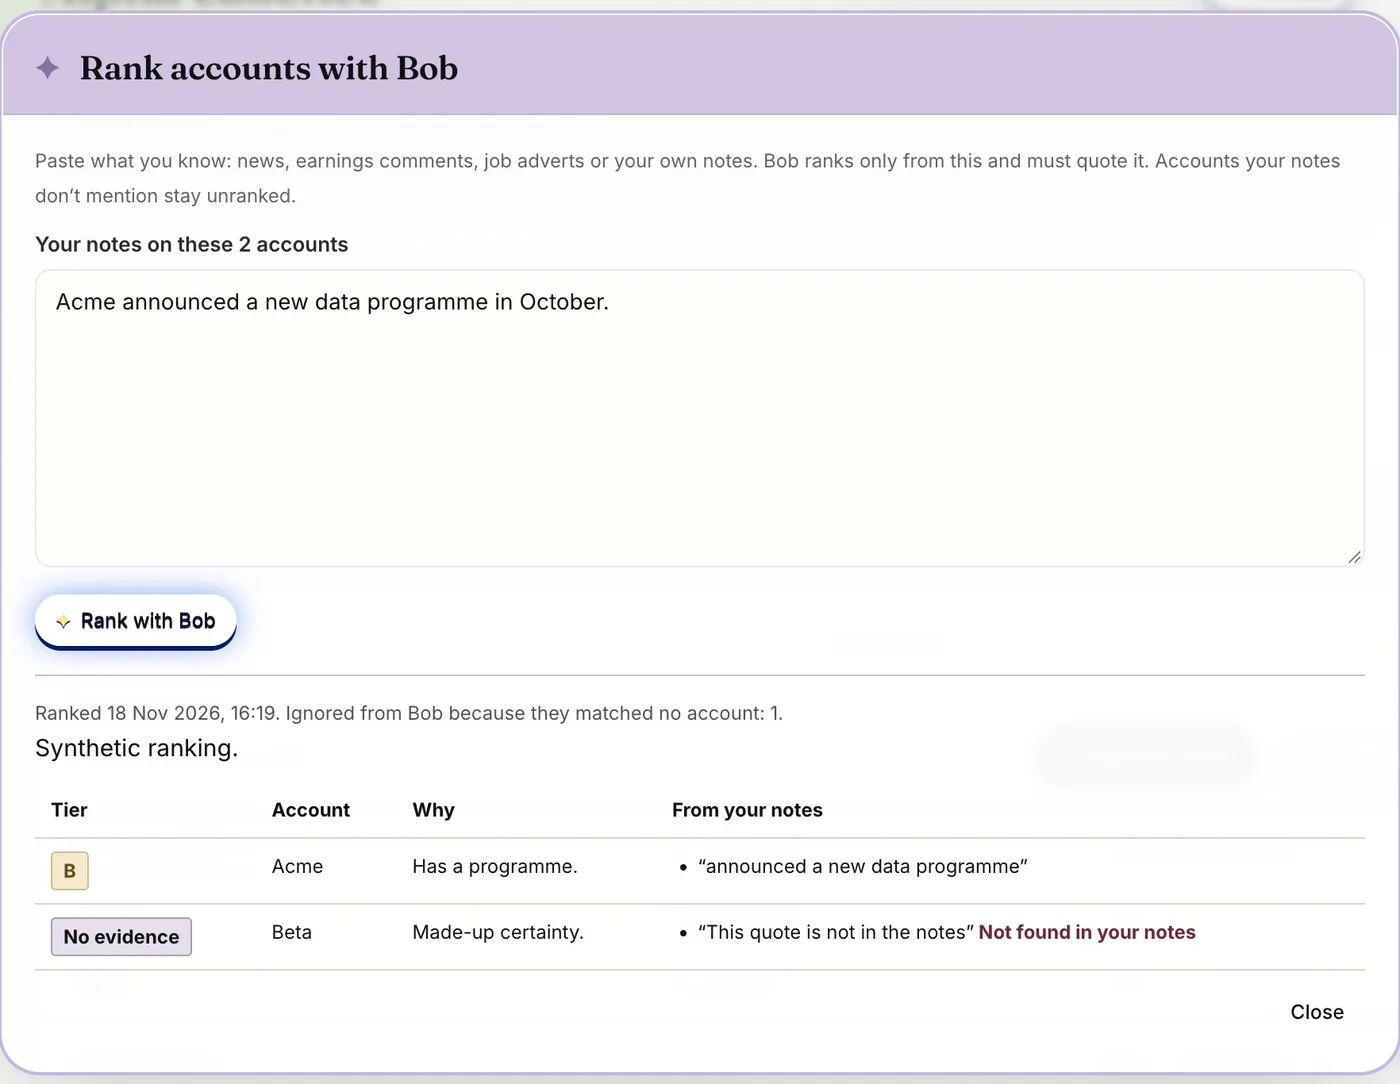 Rank accounts with Bob
Paste what you know: news, earnings comments, job adverts or your own notes. Bob ranks only from this and must quote it. Accounts your notes
don’t mention stay unranked.
Your notes on these 2 accounts
Acme announced a new data programme in October.
Rank with Bob
Ranked 18 Nov 2026, 16:19. Ignored from Bob because they matched no account: 1.
Synthetic ranking.
Tier Account Why From your notes
B Acme Has a programme. • “announced a new data programme”
No evidence Beta Made-up certainty. • “This quote is not in the notes” Not found in your notes
Close